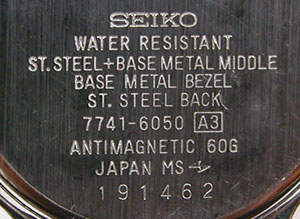 SEIKO
WATER RESISTANT
ST. STEEL+BASE METAL MIDDLE
BASE METAL BEZEL
ST. STEEL BACK
7741-6050 A3
ANTIMAGNETIC 60G
JAPAN MS
191462